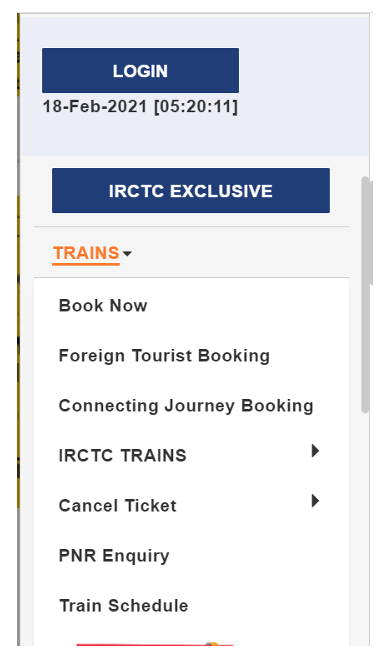 LOGIN
18-Feb-2021 [05:20:11]
IRCTC EXCLUSIVE
TRAINS
Book Now
Foreign Tourist Booking
Connecting Journey Booking
IRCTC TRAINS
Cancel Ticket
PNR Enquiry
Train Schedule